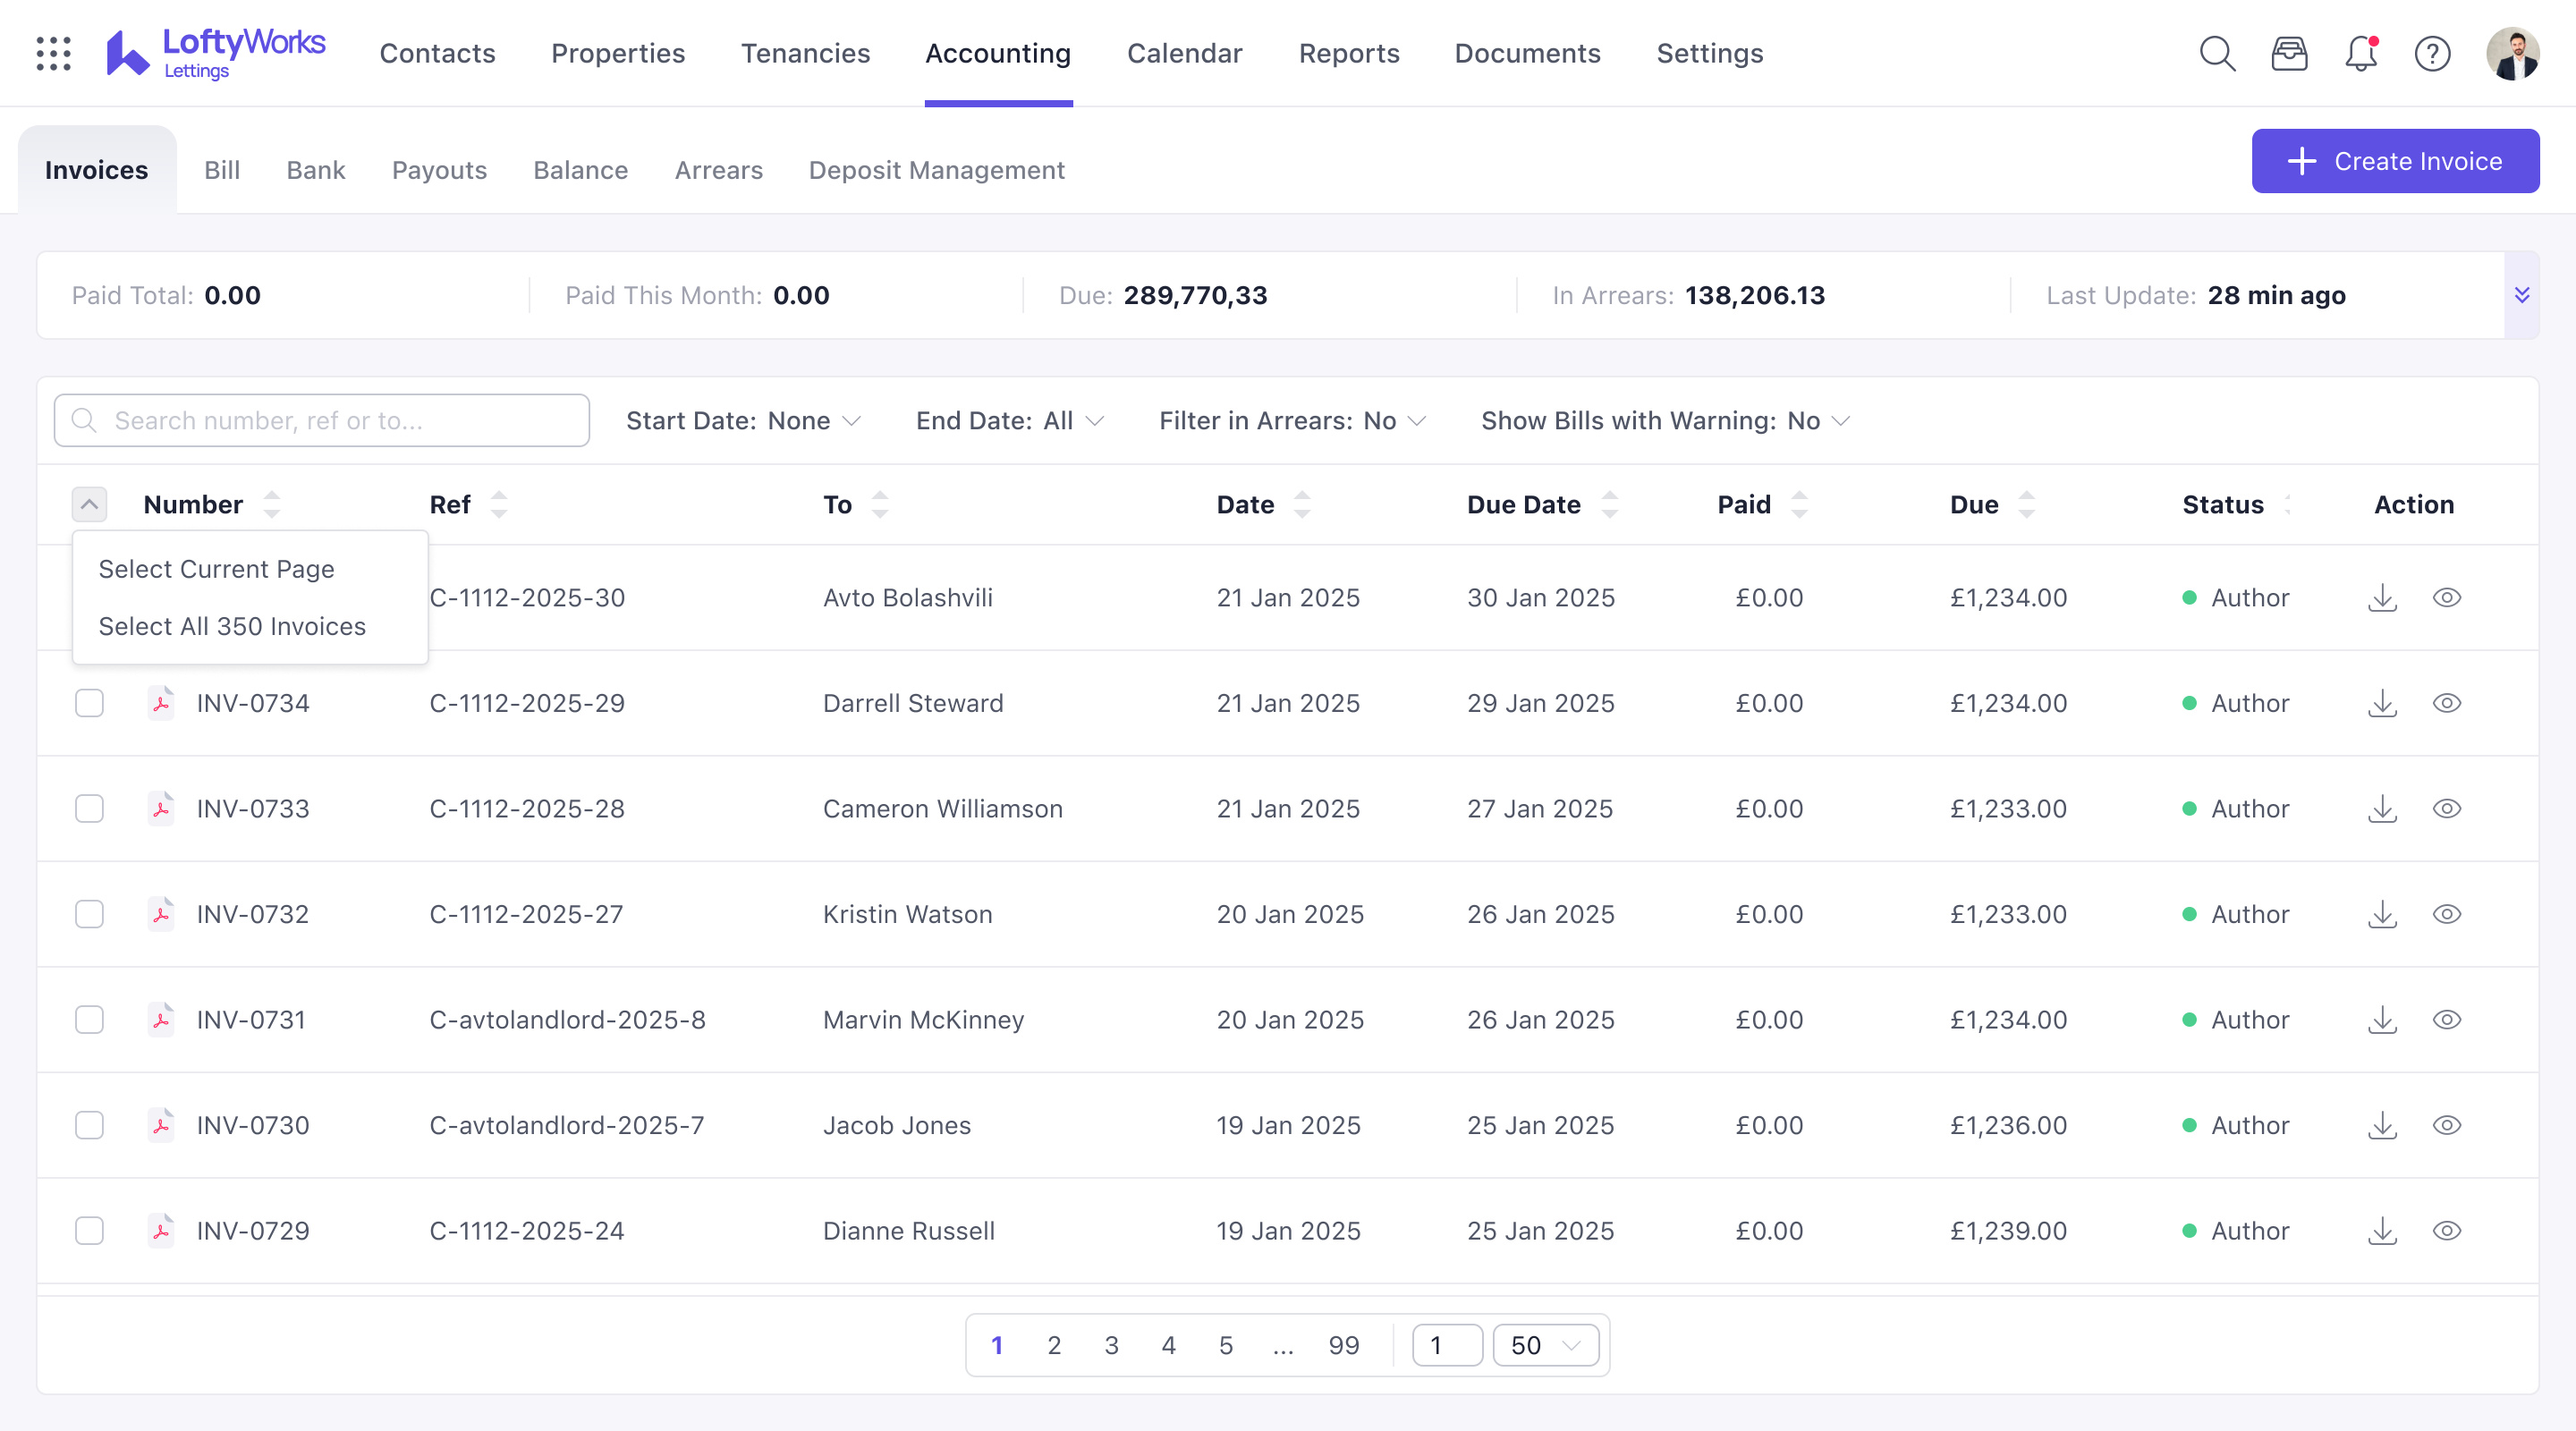 LoftyWorks
Lettings
Contacts Properties Tenancies Accounting Calendar Reports Documents Settings
Invoices Bill Bank Payouts Balance Arrears Deposit Management
Create Invoice
Paid Total: 0.00 Paid This Month: 0.00 Due: 289,770,33 In Arrears: 138,206.13 Last Update: 28 min ago
Search number, ref or to... Start Date: None End Date: All Filter in Arrears: No Show Bills with Warning: No
Number Ref To Date Due Date Paid Due Status Action
Select Current Page
Select All 350 Invoices
C-1112-2025-30 Avto Bolashvili 21 Jan 2025 30 Jan 2025 £0.00 £1,234.00 Author
INV-0734 C-1112-2025-29 Darrell Steward 21 Jan 2025 29 Jan 2025 £0.00 £1,234.00 Author
INV-0733 C-1112-2025-28 Cameron Williamson 21 Jan 2025 27 Jan 2025 £0.00 £1,233.00 Author
INV-0732 C-1112-2025-27 Kristin Watson 20 Jan 2025 26 Jan 2025 £0.00 £1,233.00 Author
INV-0731 C-avtolandlord-2025-8 Marvin McKinney 20 Jan 2025 26 Jan 2025 £0.00 £1,234.00 Author
INV-0730 C-avtolandlord-2025-7 Jacob Jones 19 Jan 2025 25 Jan 2025 £0.00 £1,236.00 Author
INV-0729 C-1112-2025-24 Dianne Russell 19 Jan 2025 25 Jan 2025 £0.00 £1,239.00 Author
1 2 3 4 5 ... 99 1 50